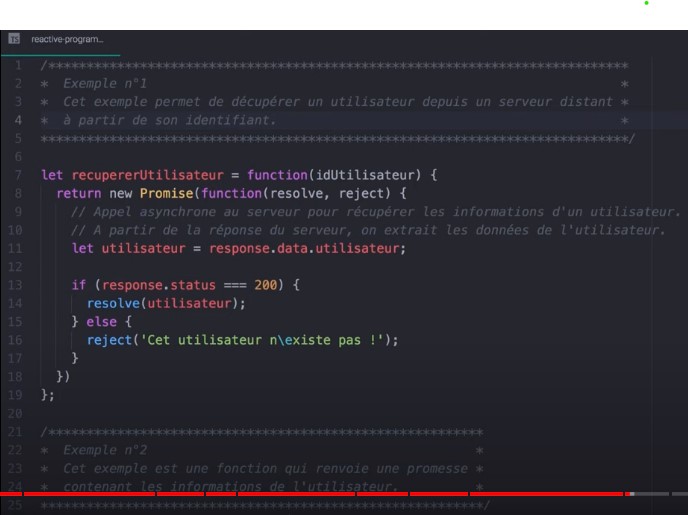 TS reactive-program...
1 /****************************************************************************
2 * Exemple n°1 *
3 * Cet exemple permet de décupérer un utilisateur depuis un serveur distant *
4 * à partir de son identifiant. *
5 ****************************************************************************/
6
7 let recupererUtilisateur = function(idUtilisateur) {
8 return new Promise(function(resolve, reject) {
9 // Appel asynchrone au serveur pour récupérer les informations d'un utilisateur.
10 // A partir de la réponse du serveur, on extrait les données de l'utilisateur.
11 let utilisateur = response.data.utilisateur;
12
13 if (response.status === 200) {
14 resolve(utilisateur);
15 } else {
16 reject('Cet utilisateur n\existe pas !');
17 }
18 })
19 };
20
21 /*********************************************************
22 * Exemple n°2 *
23 * Cet exemple est une fonction qui renvoie une promesse *
24 * contenant les informations de l'utilisateur. *
25 *********************************************************/